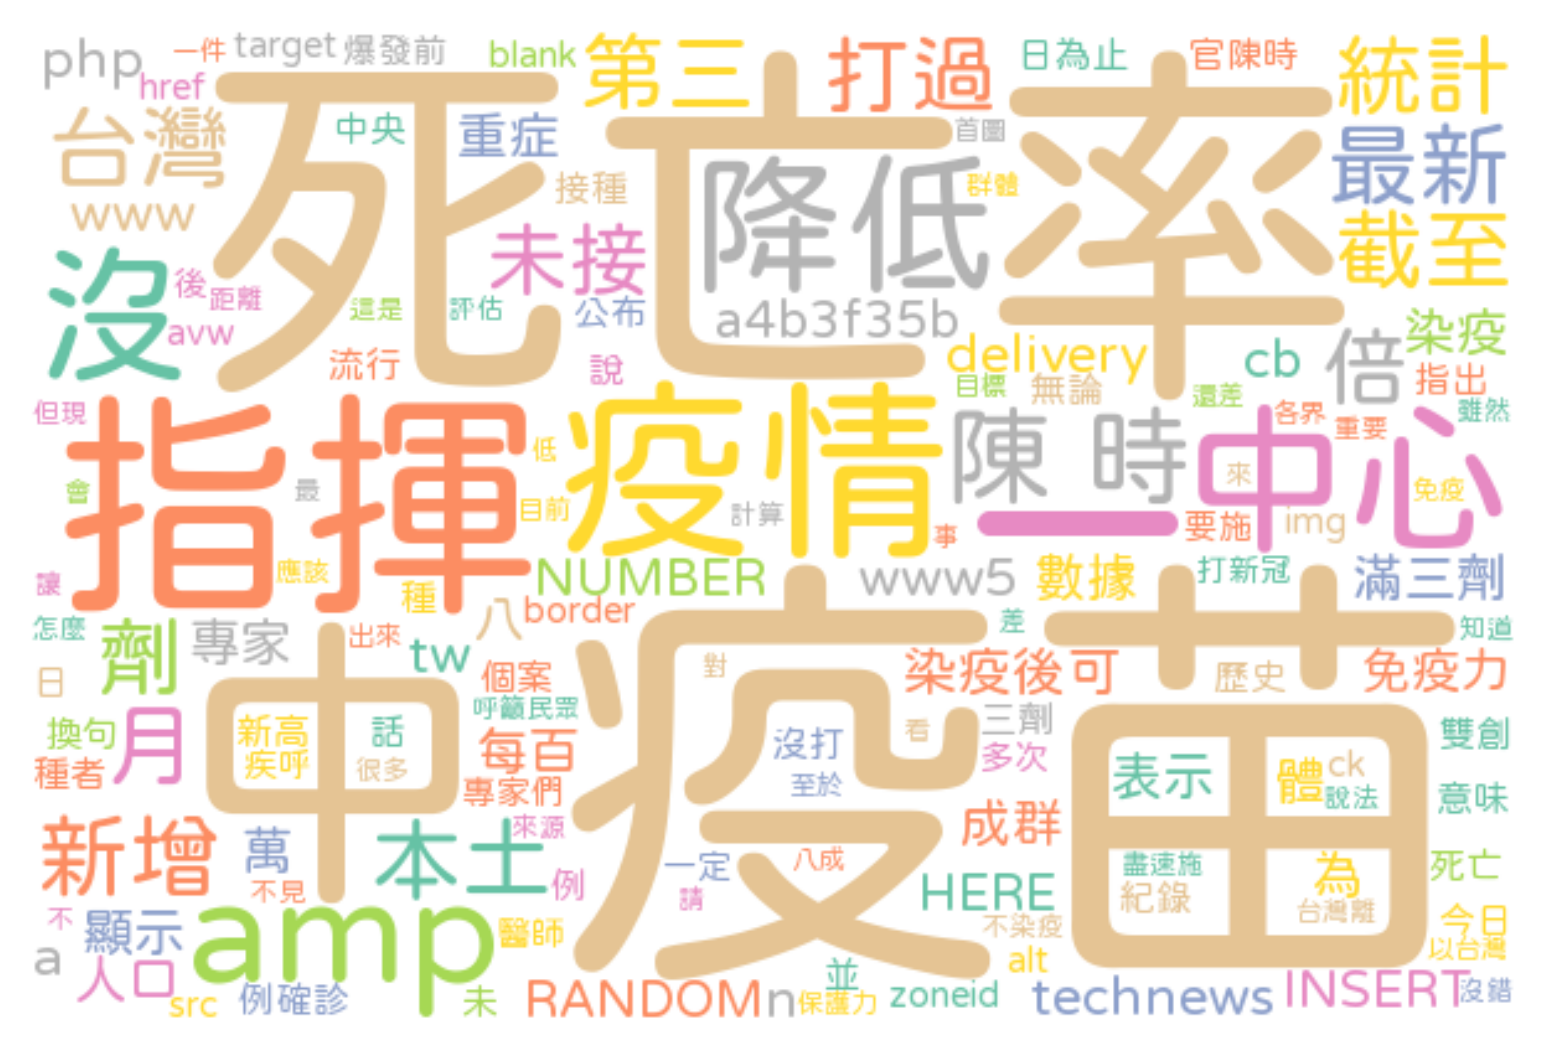 php
一件
target
爆發前
blank
第三
打過
日為止
官陳時
統計
href
死亡率
台灣
中央
重症
首圖
最新
降低
www
接種
群體
截至
沒
未接
後
距離
這是
評估
公布
a4b3f35b
染疫
avw
流行
說
delivery
cb
倍
指出
目標
無論
還差
但現
指揮
疫情
陳 時
各界
重要
雖然
中心
低
來
會
最
目前
計算
免疫
一
要施
img
事
讓
應該
種
NUMBER
www5
數據
打新冠
滿三劑
八
border
怎麼
劑
專家
出來
差
知道
中
疫苗
tw
個案
對
染疫後可
歷史
免疫力
日
呼籲民眾
換句
月
新高
話
每百
沒打
看
三劑
雙創
種者
疾呼
很多
多次
表示
體
ck
專家們
至於
說法
意味
新增
萬
本土
來源
八成
成群
不見
例
一定
盡速施
為
死亡
請
HERE
紀錄
台灣離
不
顯示
amp
醫師
不染疫
今日
a
人口
alt
以台灣
src
例確診
未
RANDOM
n
保護力
並
zoneid
technews
INSERT
沒錯